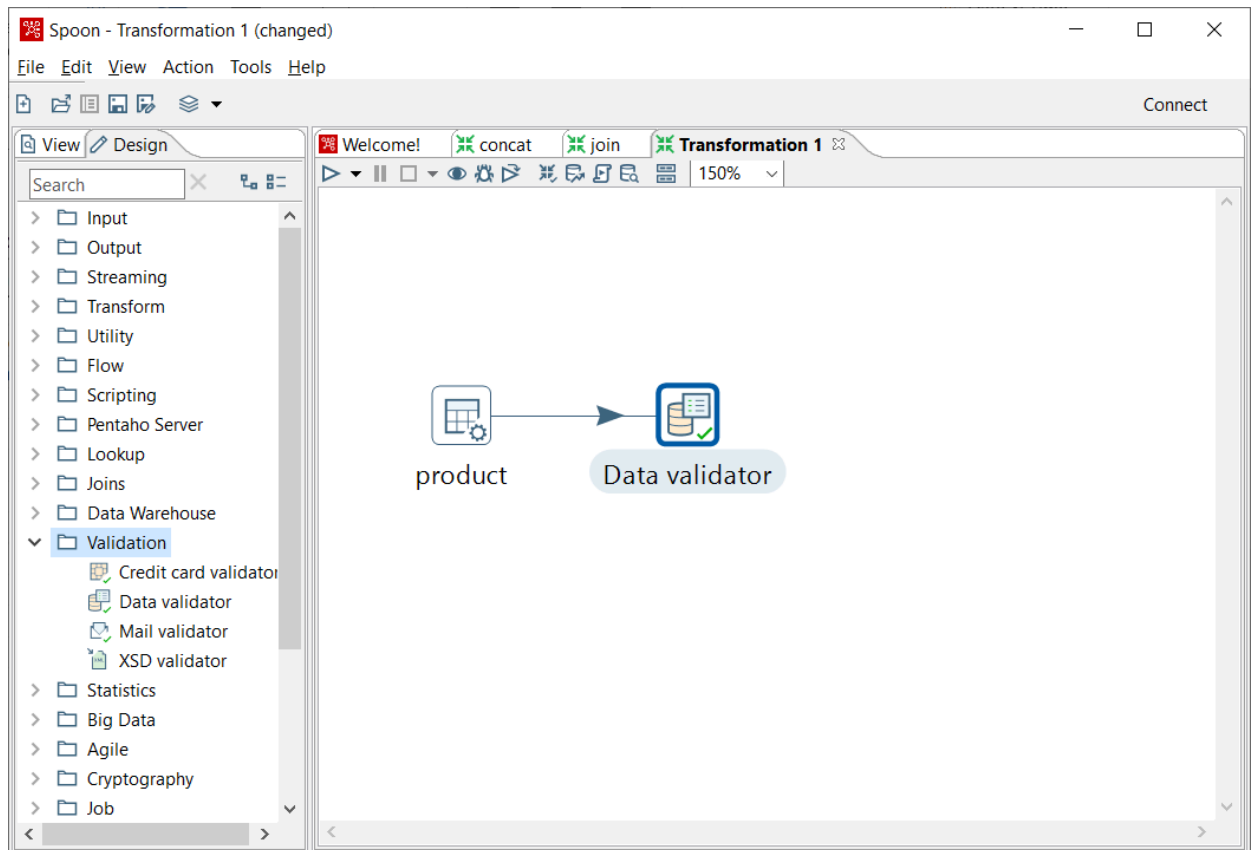 Spoon - Transformation 1 (changed)
File Edit View Action Tools Help
Connect
View Design
Welcome! concat join Transformation 1
Search
150%
Input
Output
Streaming
Transform
Utility
Flow
Scripting
Pentaho Server
Lookup
Joins
Data Warehouse
Validation
Credit card validator
Data validator
Mail validator
XSD validator
Statistics
Big Data
Agile
Cryptography
Job
product
Data validator